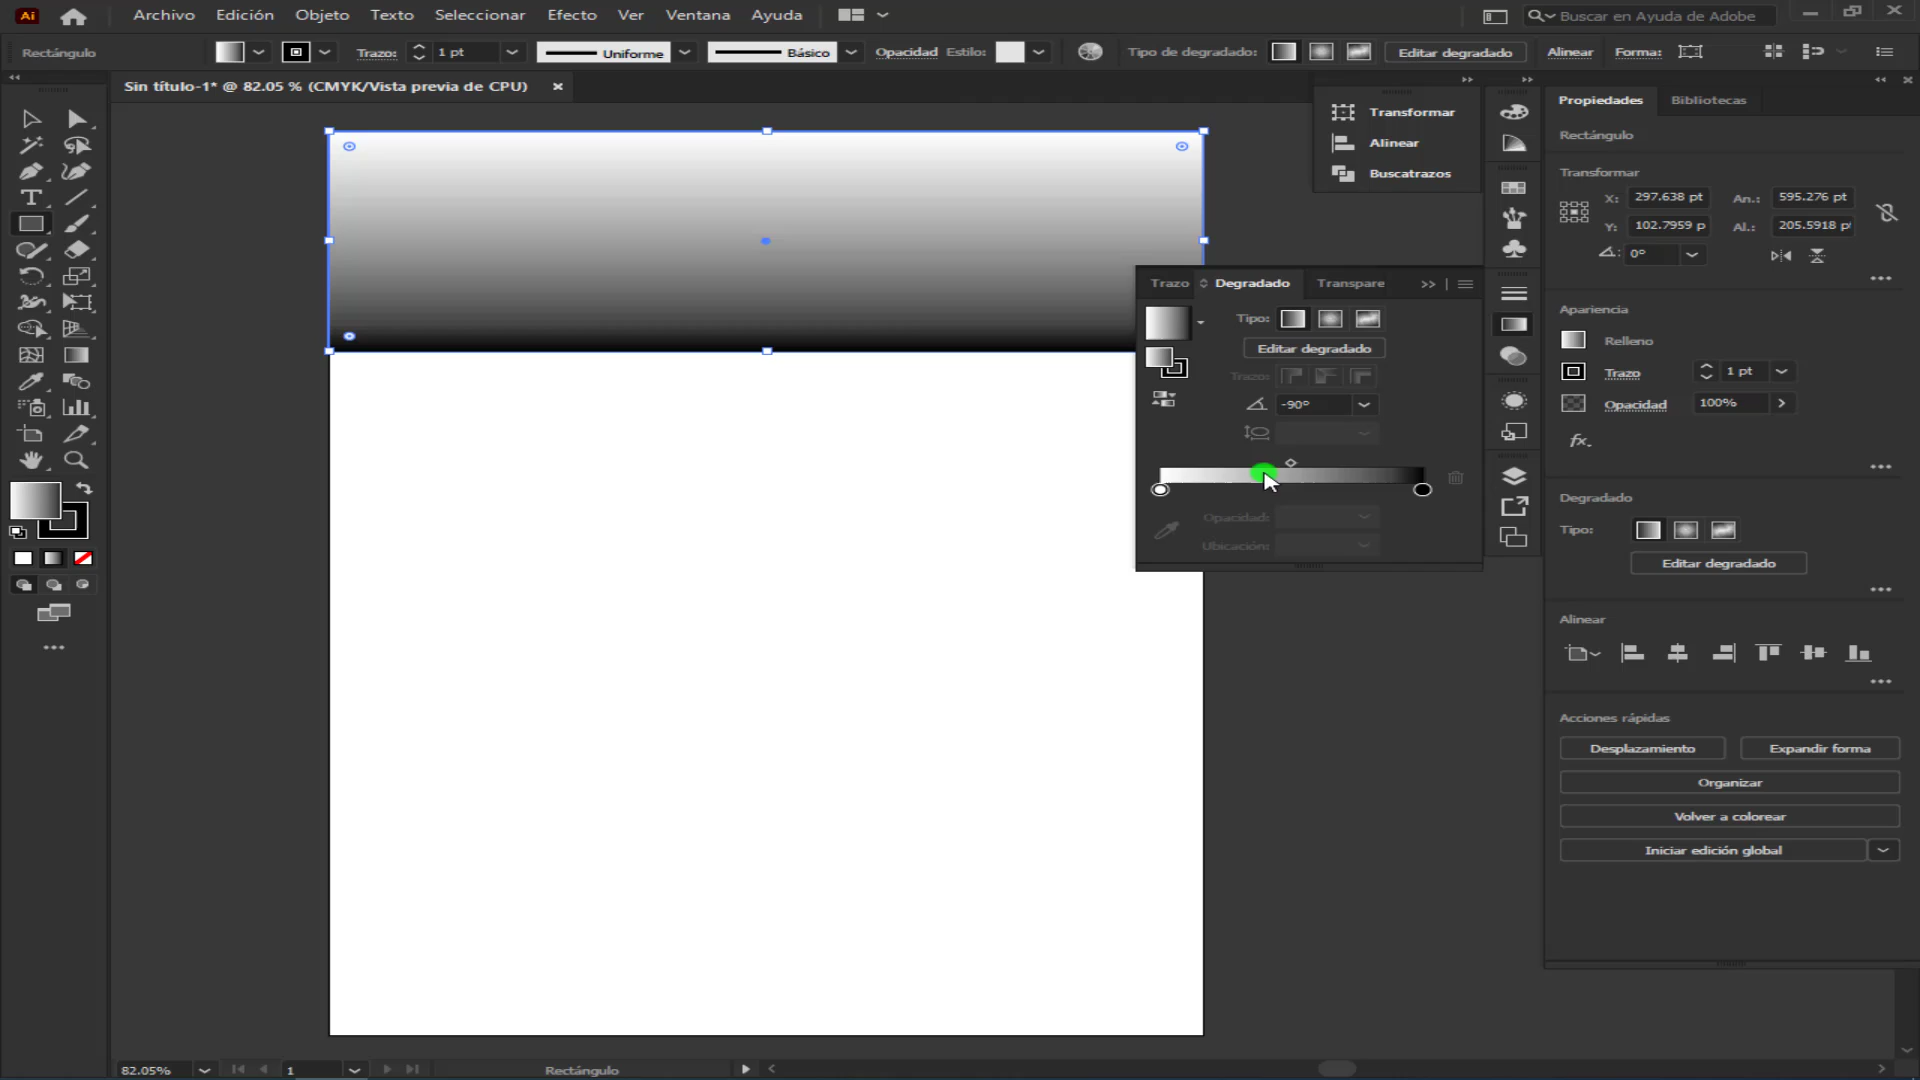 Ai Archivo Edición Objeto Texto Seleccionar Efecto Ver Ventana Ayuda Buscar en Ayuda de Adobe
Rectángulo Trazo: 1 pt Uniforme Básico Opacidad Estilo: Tipo de degradado: Editar degradado Alinear Forma:
Sin título-1* @ 82.05 % (CMYK/Vista previa de CPU) ×
Transformar
Alinear
Buscatrazos
Trazo Degradado Transpare
Tipo:
Editar degradado
Trazo:
-90°
Opacidad:
Ubicación:
Propiedades Bibliotecas
Rectángulo
Transformar
X: 297.638 pt An.: 595.276 pt
Y: 102.7959 p Al.: 205.5918 p
0°
Apariencia
Relleno
Trazo 1 pt
Opacidad 100%
fx.
Degradado
Tipo:
Editar degradado
Alinear
Acciones rápidas
Desplazamiento Expandir forma
Organizar
Volver a colorear
Iniciar edición global
82.05% 1 Rectángulo